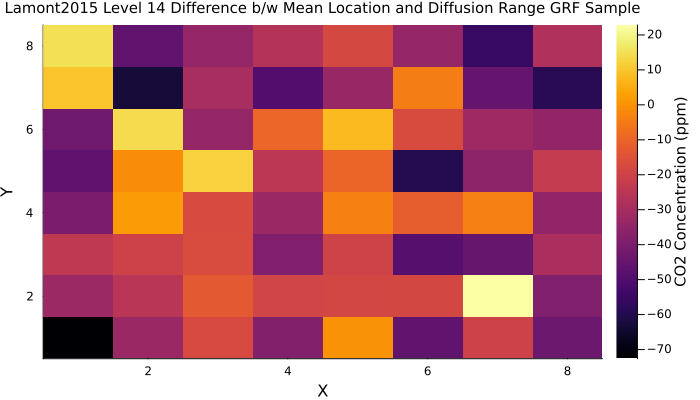 Lamont2015 Level 14 Difference b/w Mean Location and Diffusion Range GRF Sample
8
6
4
2
Y
2 4 6 8
X
20
10
0
−10
−20
−30
−40
−50
−60
−70
CO2 Concentration (ppm)